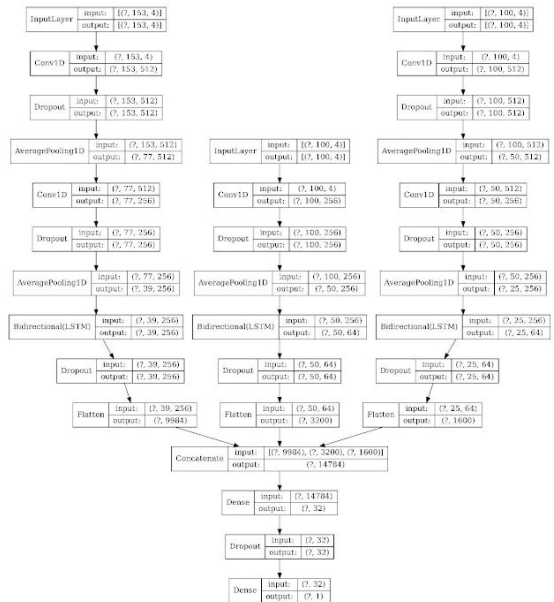 InputLayer input: [(?, 153, 4)]
output: [(?, 153, 4)]
Conv1D input: (?, 153, 4)
output: (?, 153, 512)
Dropout input: (?, 153, 512)
output: (?, 153, 512)
AveragePooling1D input: (?, 153, 512)
output: (?, 77, 512)
Conv1D input: (?, 77, 512)
output: (?, 77, 256)
Dropout input: (?, 77, 256)
output: (?, 77, 256)
AveragePooling1D input: (?, 77, 256)
output: (?, 39, 256)
Bidirectional(LSTM) input: (?, 39, 256)
output: (?, 39, 256)
Dropout input: (?, 39, 256)
output: (?, 39, 256)
Flatten input: (?, 39, 256)
output: (?, 9984)
InputLayer input: [(?, 100, 4)]
output: [(?, 100, 4)]
Conv1D input: (?, 100, 4)
output: (?, 100, 256)
Dropout input: (?, 100, 256)
output: (?, 100, 256)
AveragePooling1D input: (?, 100, 256)
output: (?, 50, 256)
Bidirectional(LSTM) input: (?, 50, 256)
output: (?, 50, 64)
Dropout input: (?, 50, 64)
output: (?, 50, 64)
Flatten input: (?, 50, 64)
output: (?, 3200)
InputLayer input: [(?, 100, 4)]
output: [(?, 100, 4)]
Conv1D input: (?, 100, 4)
output: (?, 100, 512)
Dropout input: (?, 100, 512)
output: (?, 100, 512)
AveragePooling1D input: (?, 100, 512)
output: (?, 50, 512)
Conv1D input: (?, 50, 512)
output: (?, 50, 256)
Dropout input: (?, 50, 256)
output: (?, 50, 256)
AveragePooling1D input: (?, 50, 256)
output: (?, 25, 256)
Bidirectional(LSTM) input: (?, 25, 256)
output: (?, 25, 64)
Dropout input: (?, 25, 64)
output: (?, 25, 64)
Flatten input: (?, 25, 64)
output: (?, 1600)
Concatenate input: [(?, 9984), (?, 3200), (?, 1600)]
output: (?, 14784)
Dense input: (?, 14784)
output: (?, 32)
Dropout input: (?, 32)
output: (?, 32)
Dense input: (?, 32)
output: (?, 1)